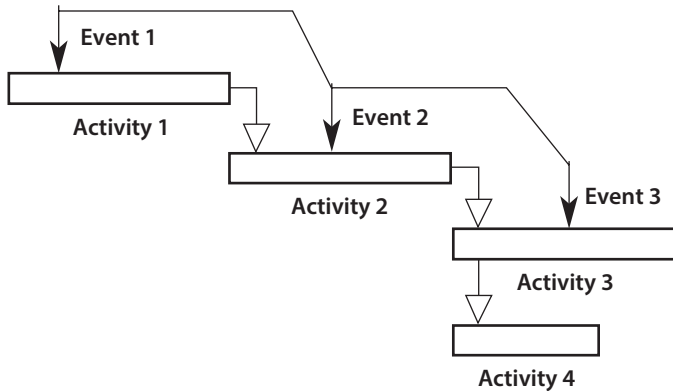 Event 1
Activity 1
Event 2
Activity 2
Event 3
Activity 3
Activity 4